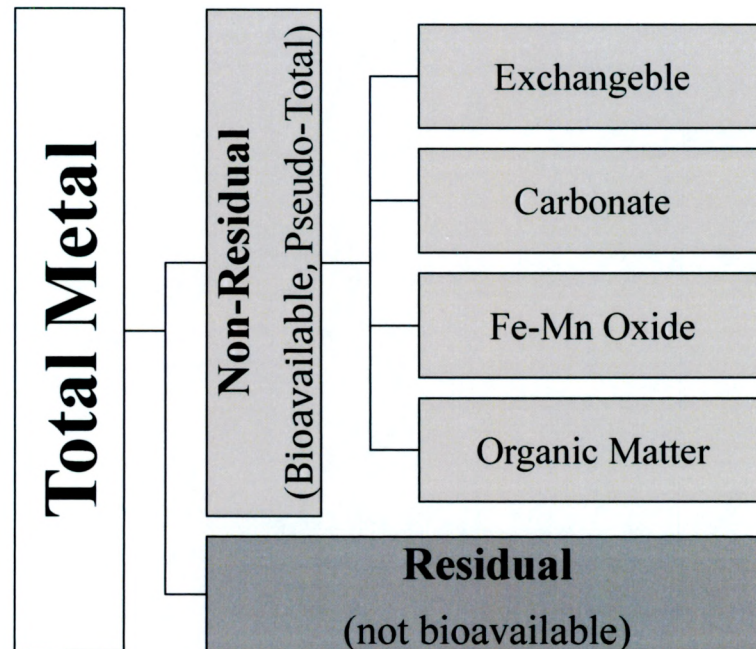 Total Metal
Non-Residual
(Bioavailable, Pseudo-Total)
Exchangeble
Carbonate
Fe-Mn Oxide
Organic Matter
Residual
(not bioavailable)